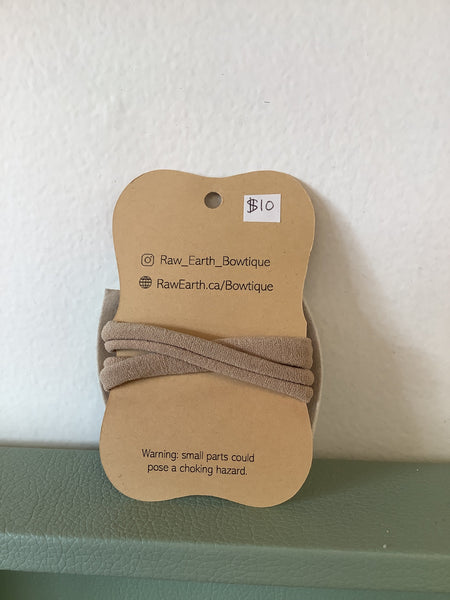 $10
Raw_Earth_Bowtique
RawEarth.ca/Bowtique
Warning: small parts could
pose a choking hazard.